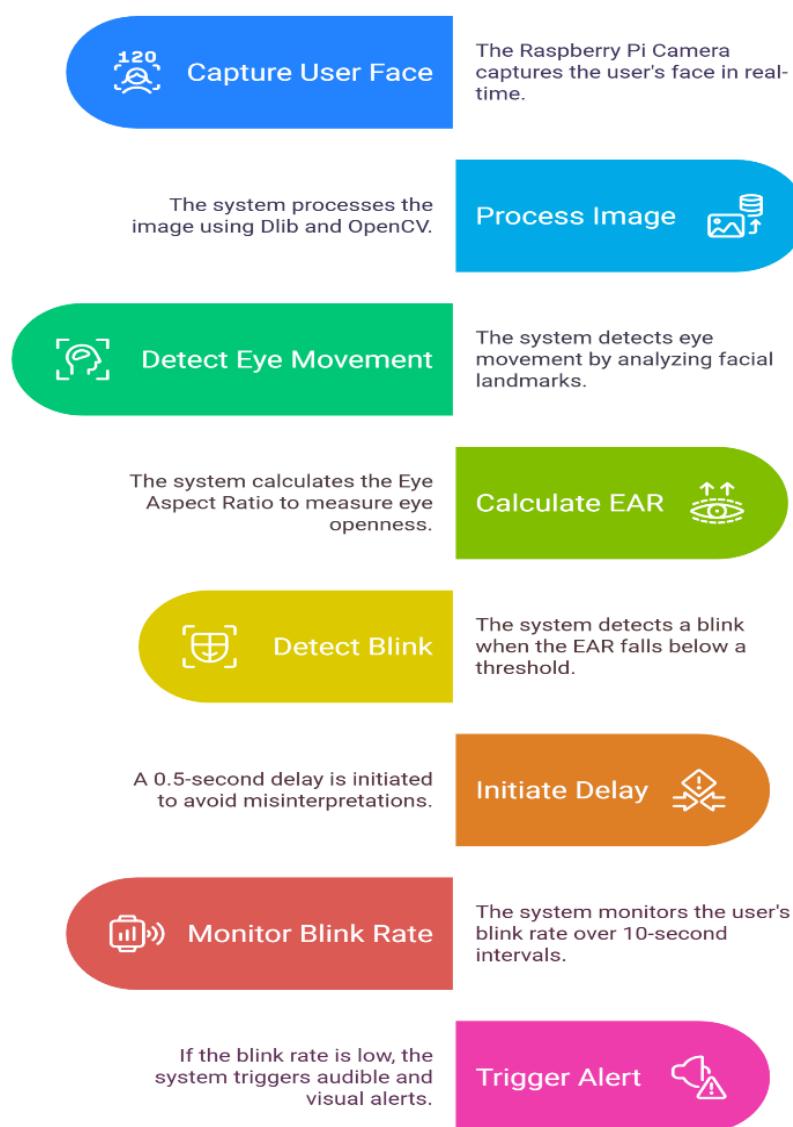 120
Capture User Face
The Raspberry Pi Camera
captures the user's face in real-
time.
The system processes the
image using Dlib and OpenCV.
Process Image
Detect Eye Movement
The system detects eye
movement by analyzing facial
landmarks.
The system calculates the Eye
Aspect Ratio to measure eye
openness.
Calculate EAR
Detect Blink
The system detects a blink
when the EAR falls below a
threshold.
A 0.5-second delay is initiated
to avoid misinterpretations.
Initiate Delay
Monitor Blink Rate
The system monitors the user's
blink rate over 10-second
intervals.
If the blink rate is low, the
system triggers audible and
visual alerts.
Trigger Alert